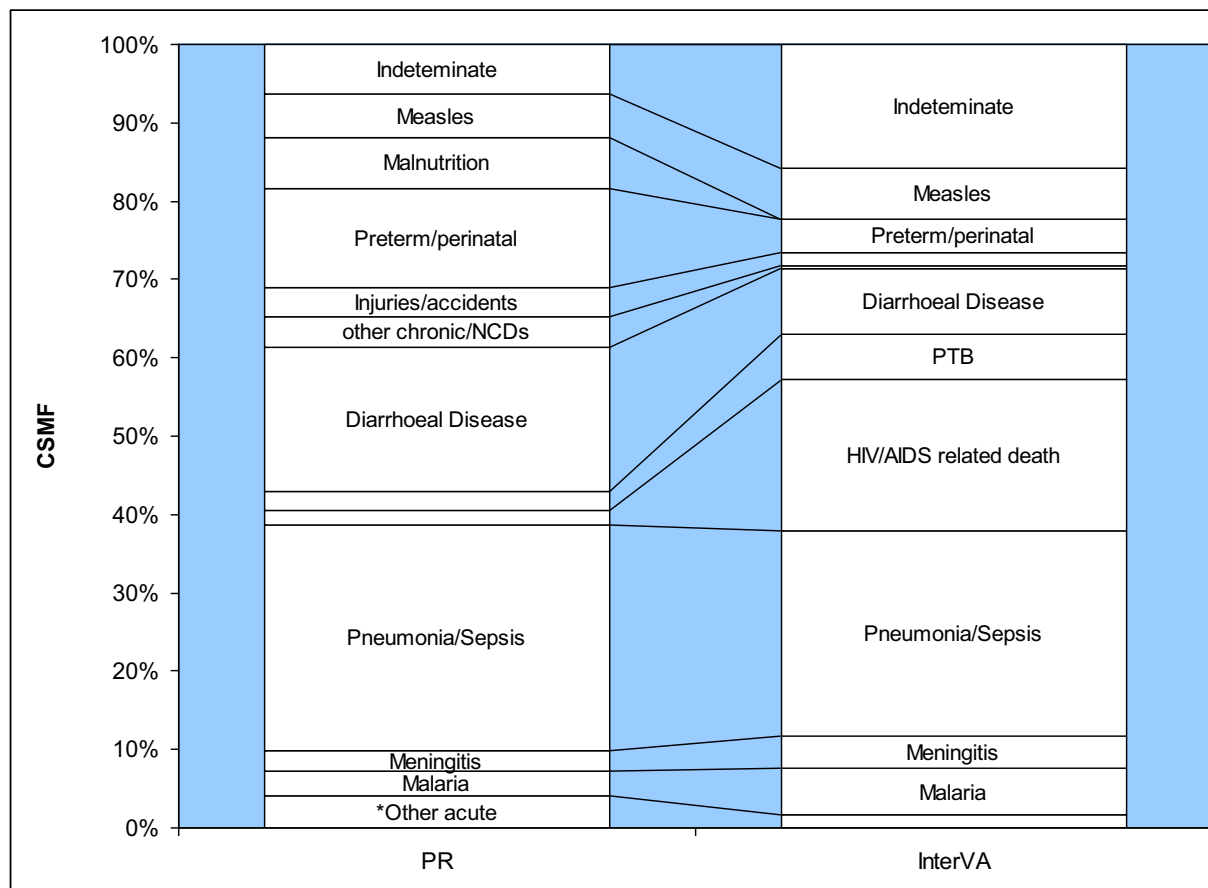 100%
90%
80%
70%
60%
50%
40%
30%
20%
10%
0%
CSMF
Indeteminate
Measles
Malnutrition
Preterm/perinatal
Injuries/accidents
other chronic/NCDs
Diarrhoeal Disease
Pneumonia/Sepsis
Meningitis
Malaria
*Other acute
PR
Indeteminate
Measles
Preterm/perinatal
Diarrhoeal Disease
PTB
HIV/AIDS related death
Pneumonia/Sepsis
Meningitis
Malaria
InterVA